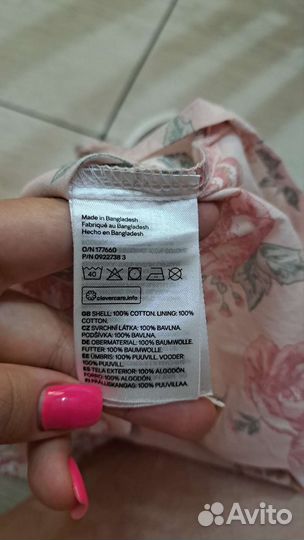 Made in Bangladesh
Fabriqué au Bangladesh
Hecho en Bangladesh
O/N 177660
P/N 0922738 3
40
clevercare.info
GB SHELL: 100% COTTON. LINING: 100%
COTTON.
CZ SVRCHNÍ LÁTKA: 100% BAVLNA.
PODŠÍVKA: 100% BAVLNA.
DE OBERMATERIAL: 100% BAUMWOLLE.
FUTTER: 100% BAUMWOLLE
EE ÜMBRIS: 100% PUUVILL. VOODER:
100% PUUVILL
ES TELA EXTERIOR: 100% ALGODÓN.
FORRO: 100% ALGODÓN
FI PÄÄLLIKANGAS: 100% PUUVILLAA.
Avito